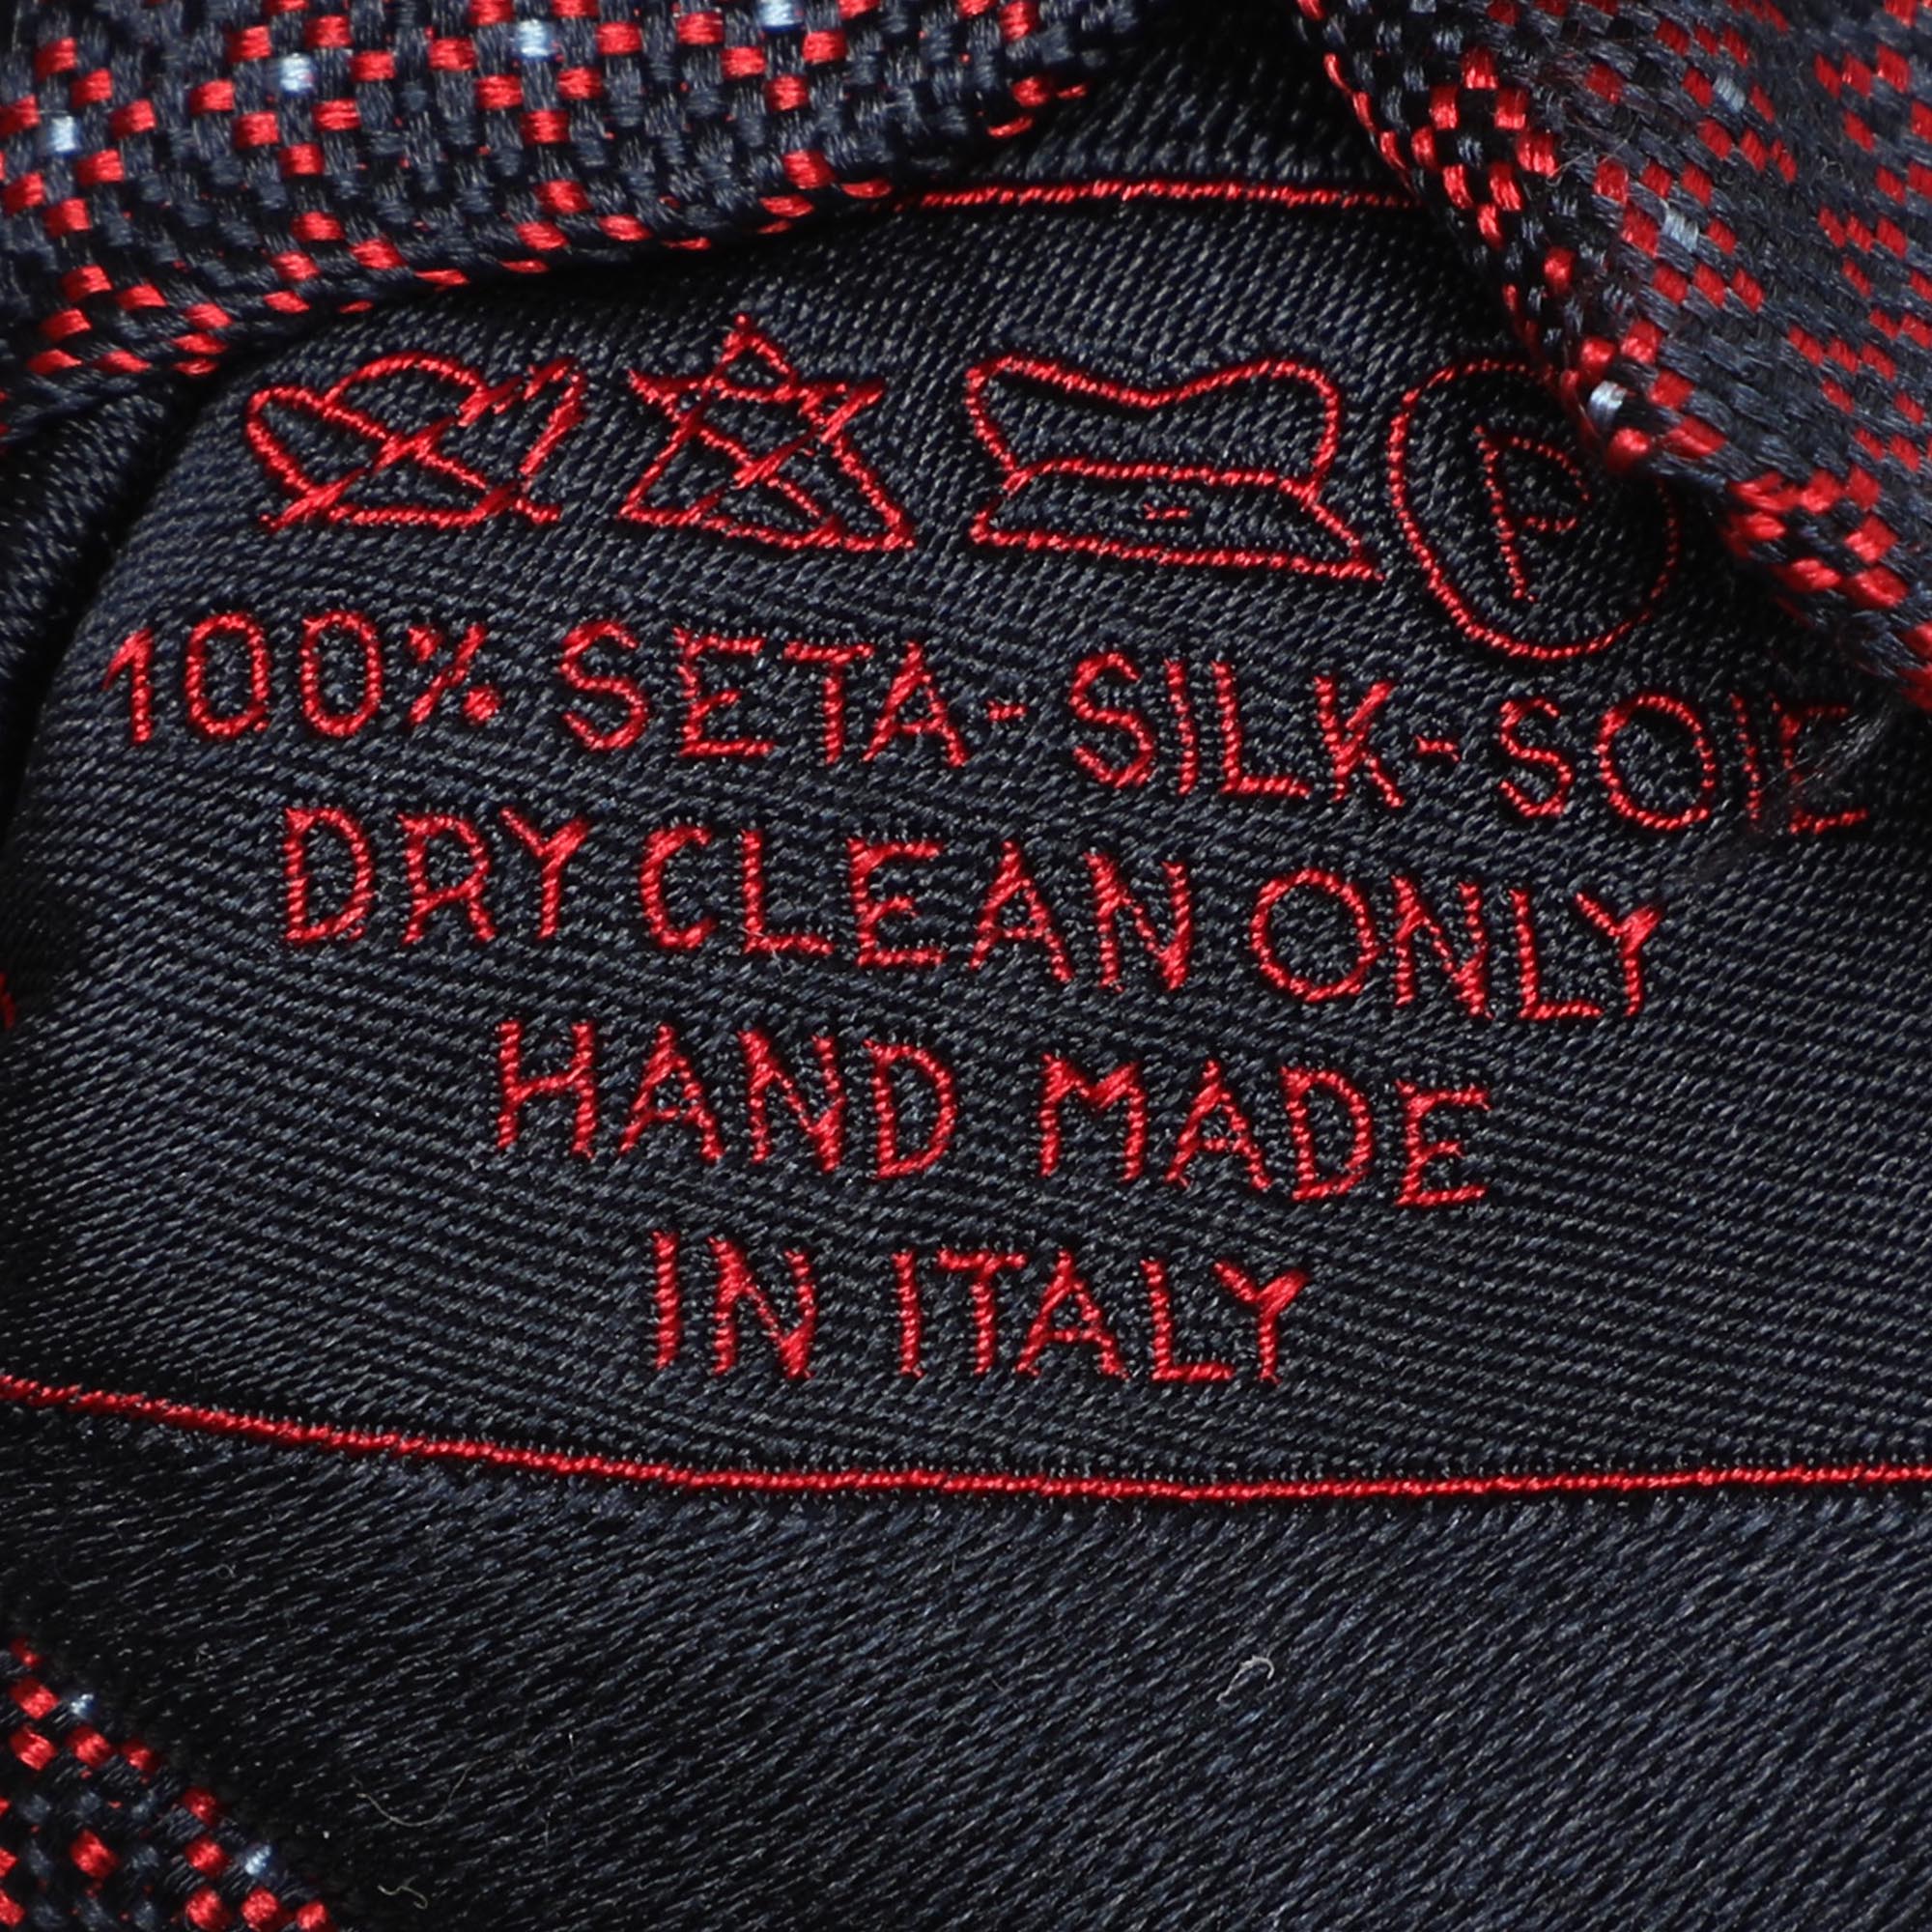 P
100% SETA-SILK-SOIE
DRY CLEAN ONLY
HAND MADE
IN ITALY